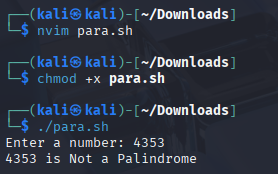 ┌──(kali㉿kali)-[~/Downloads]
└─$ nvim para.sh
┌──(kali㉿kali)-[~/Downloads]
└─$ chmod +x para.sh
┌──(kali㉿kali)-[~/Downloads]
└─$ ./para.sh
Enter a number: 4353
4353 is Not a Palindrome